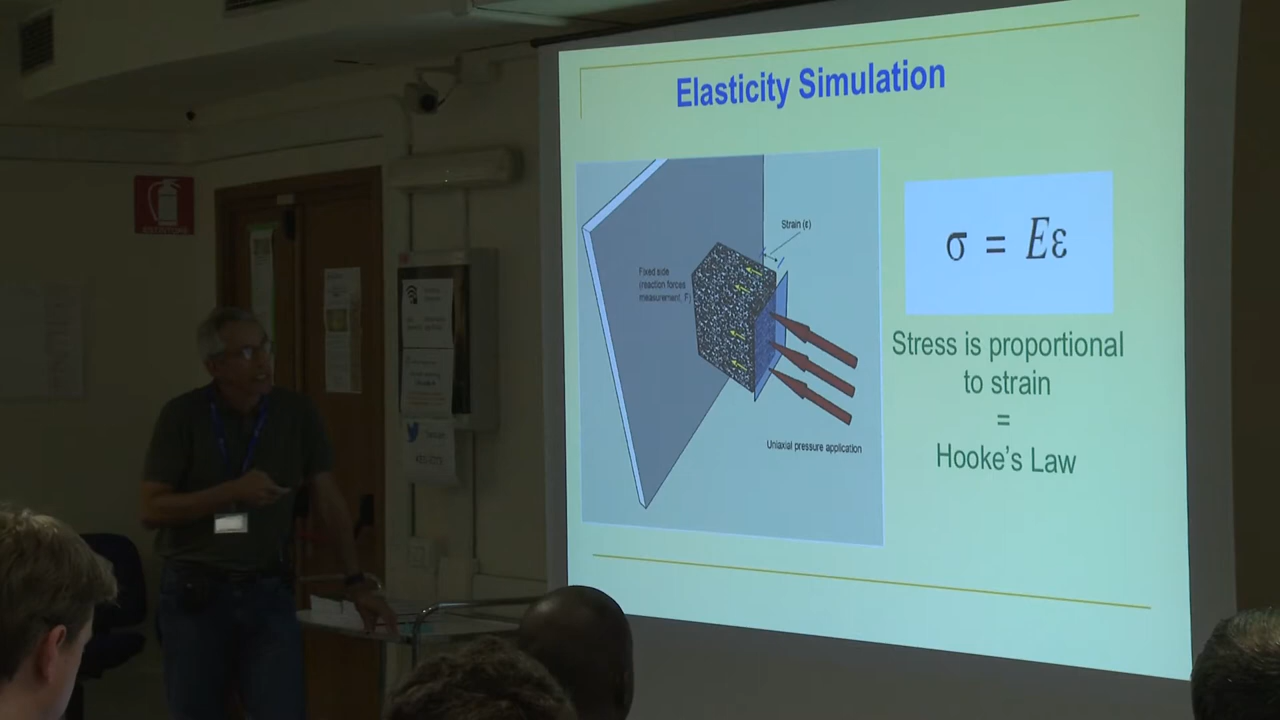 Elasticity Simulation
Strain (ε)
Fixed side
(reaction forces
measurement, F)
Uniaxial pressure application
σ = Eε
Stress is proportional
to strain
=
Hooke's Law
ESTINTORE